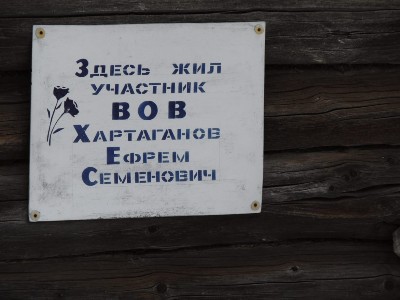 Здесь жил
участник
ВОВ
Хартаганов
Ефрем
Семенович